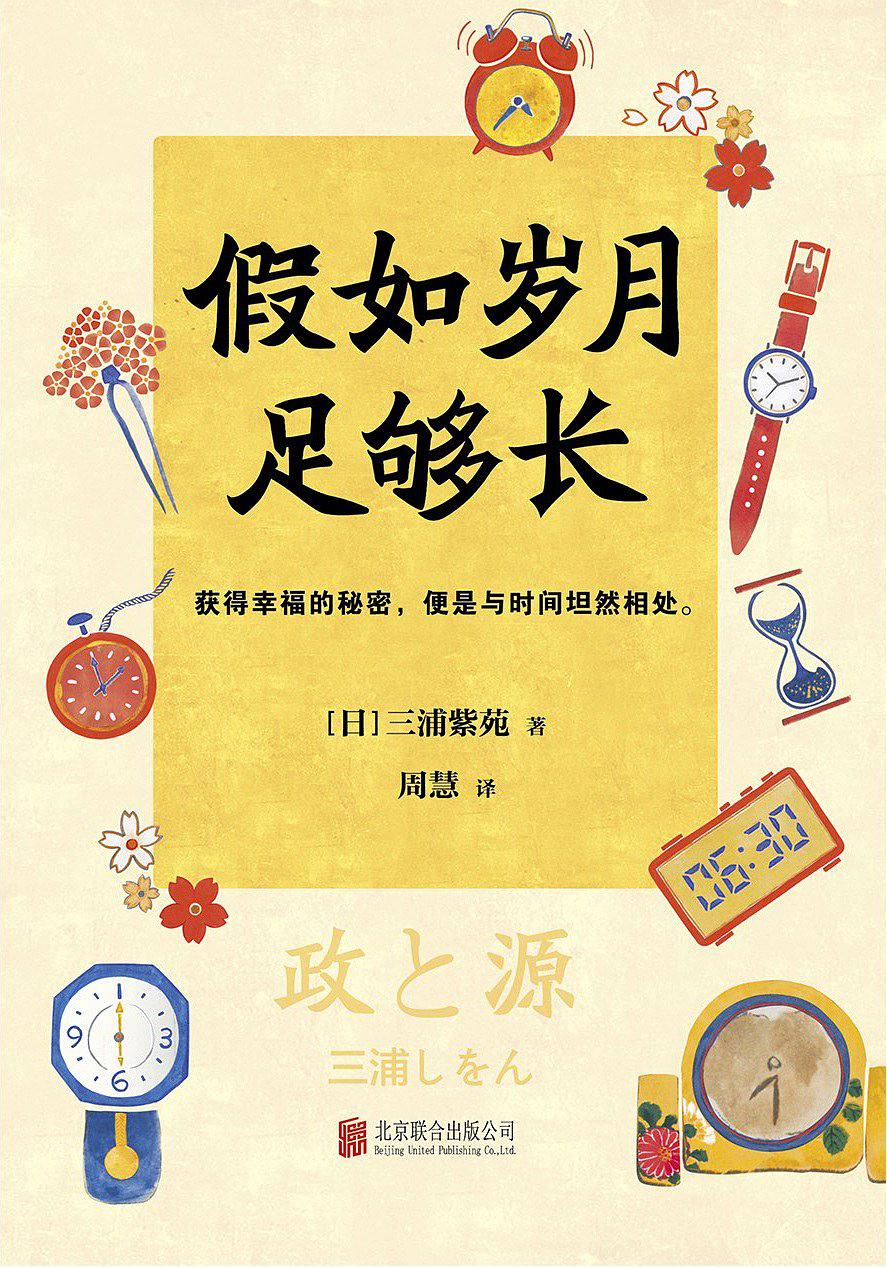 假如岁月
足够长
获得幸福的秘密，便是与时间坦然相处。
[日]三浦紫苑 著
周慧 译
06:30
政と源
三浦しをん
9 3
6
北京联合出版公司
Beijing United Publishing Co.,Ltd.